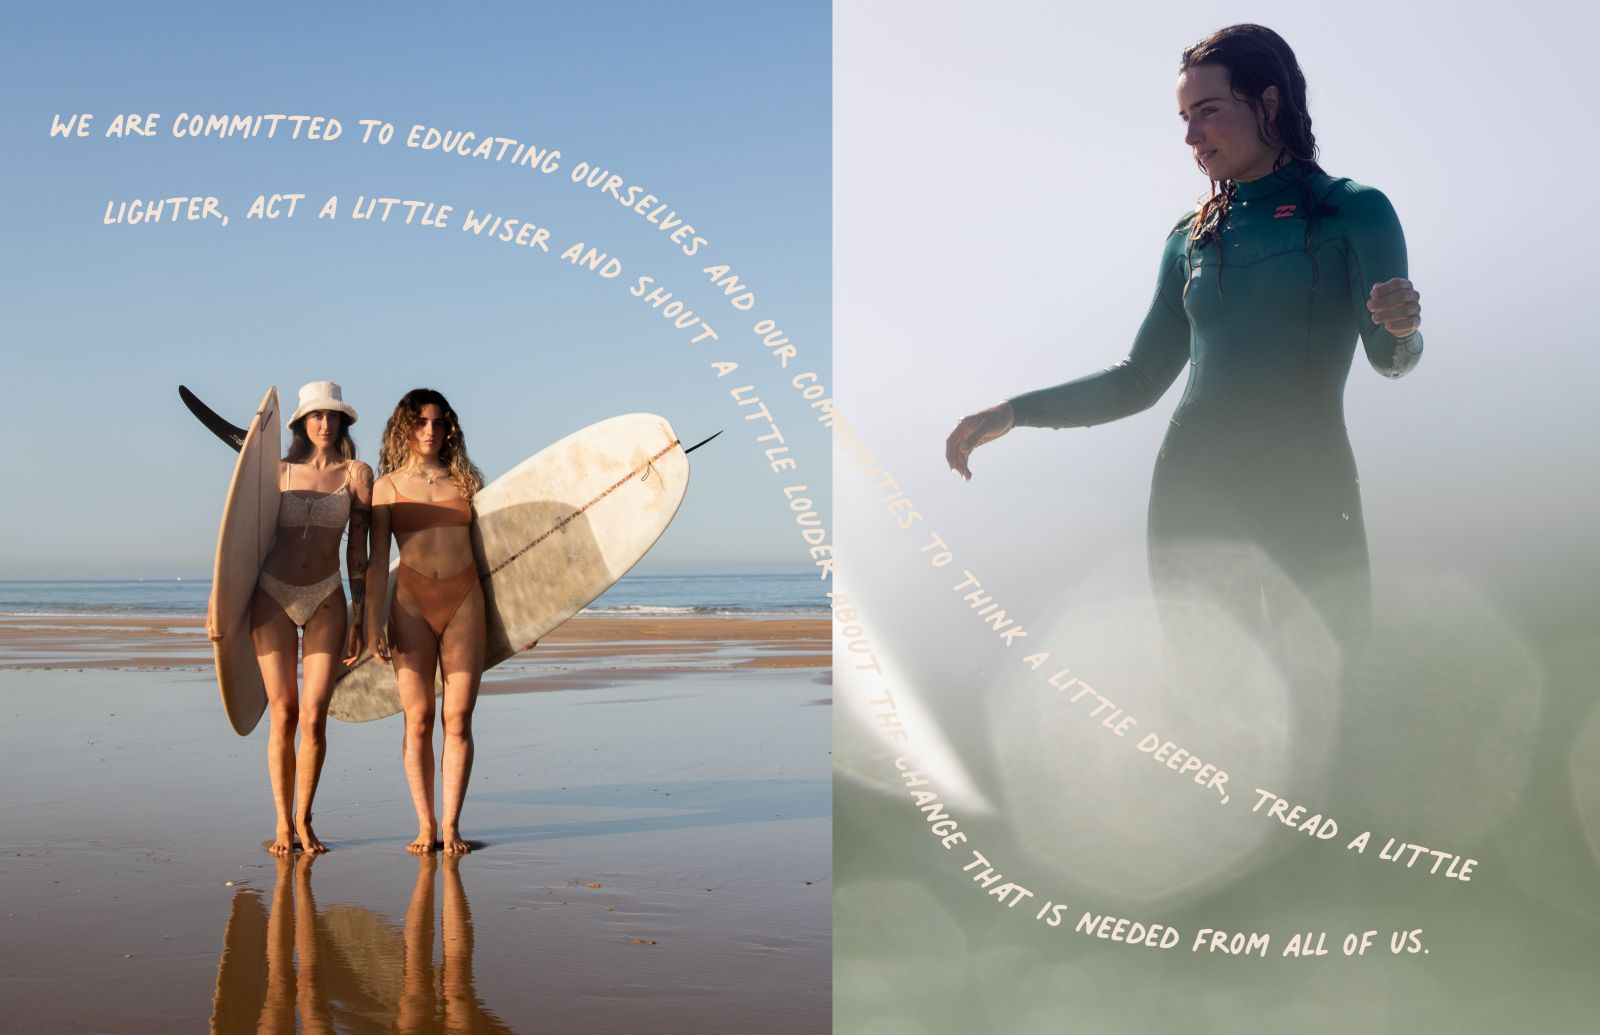 WE ARE COMMITTED TO EDUCATING OURSELVES AND OUR COMMUNITIES TO THINK A LITTLE DEEPER, TREAD A LITTLE
LIGHTER, ACT A LITTLE WISER AND SHOUT A LITTLE LOUDER ABOUT THE CHANGE THAT IS NEEDED FROM ALL OF US.